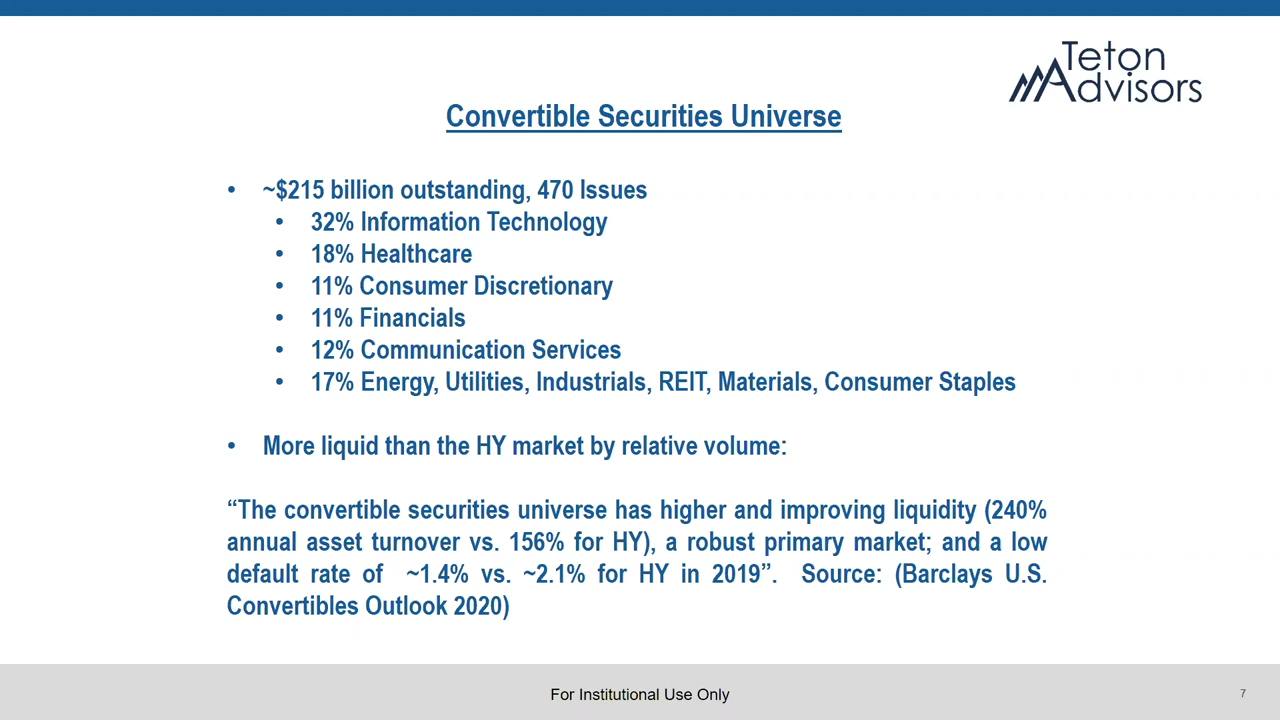 Teton
Advisors
Convertible Securities Universe
• ~$215 billion outstanding, 470 Issues
• 32% Information Technology
• 18% Healthcare
• 11% Consumer Discretionary
• 11% Financials
• 12% Communication Services
• 17% Energy, Utilities, Industrials, REIT, Materials, Consumer Staples
• More liquid than the HY market by relative volume:
“The convertible securities universe has higher and improving liquidity (240%
annual asset turnover vs. 156% for HY), a robust primary market; and a low
default rate of ~1.4% vs. ~2.1% for HY in 2019”. Source: (Barclays U.S.
Convertibles Outlook 2020)
For Institutional Use Only
7